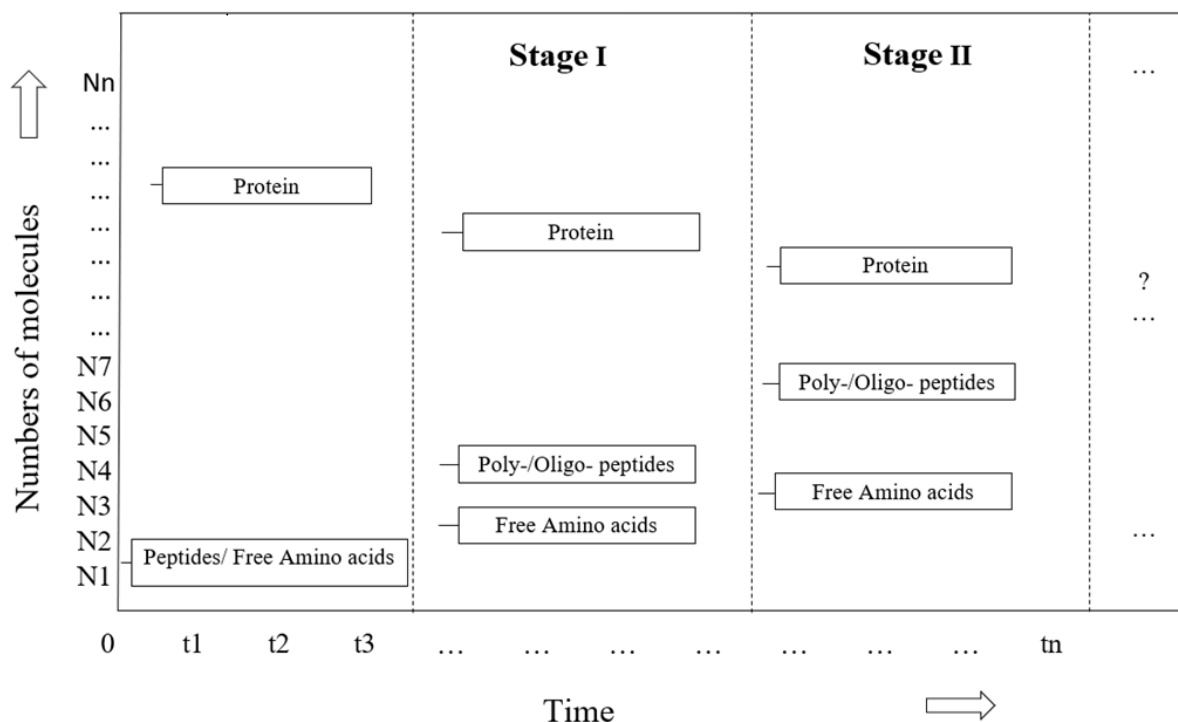 Stage I
Stage II
Numbers of molecules
Nn
...
...
...
...
...
...
...
N7
N6
N5
N4
N3
N2
N1
0
Protein
Peptides/ Free Amino acids
Protein
Poly-/Oligo- peptides
Free Amino acids
Protein
Poly-/Oligo- peptides
Free Amino acids
...
?
...
...
t1 t2 t3 ... ... ... ... ... ... ... tn
Time